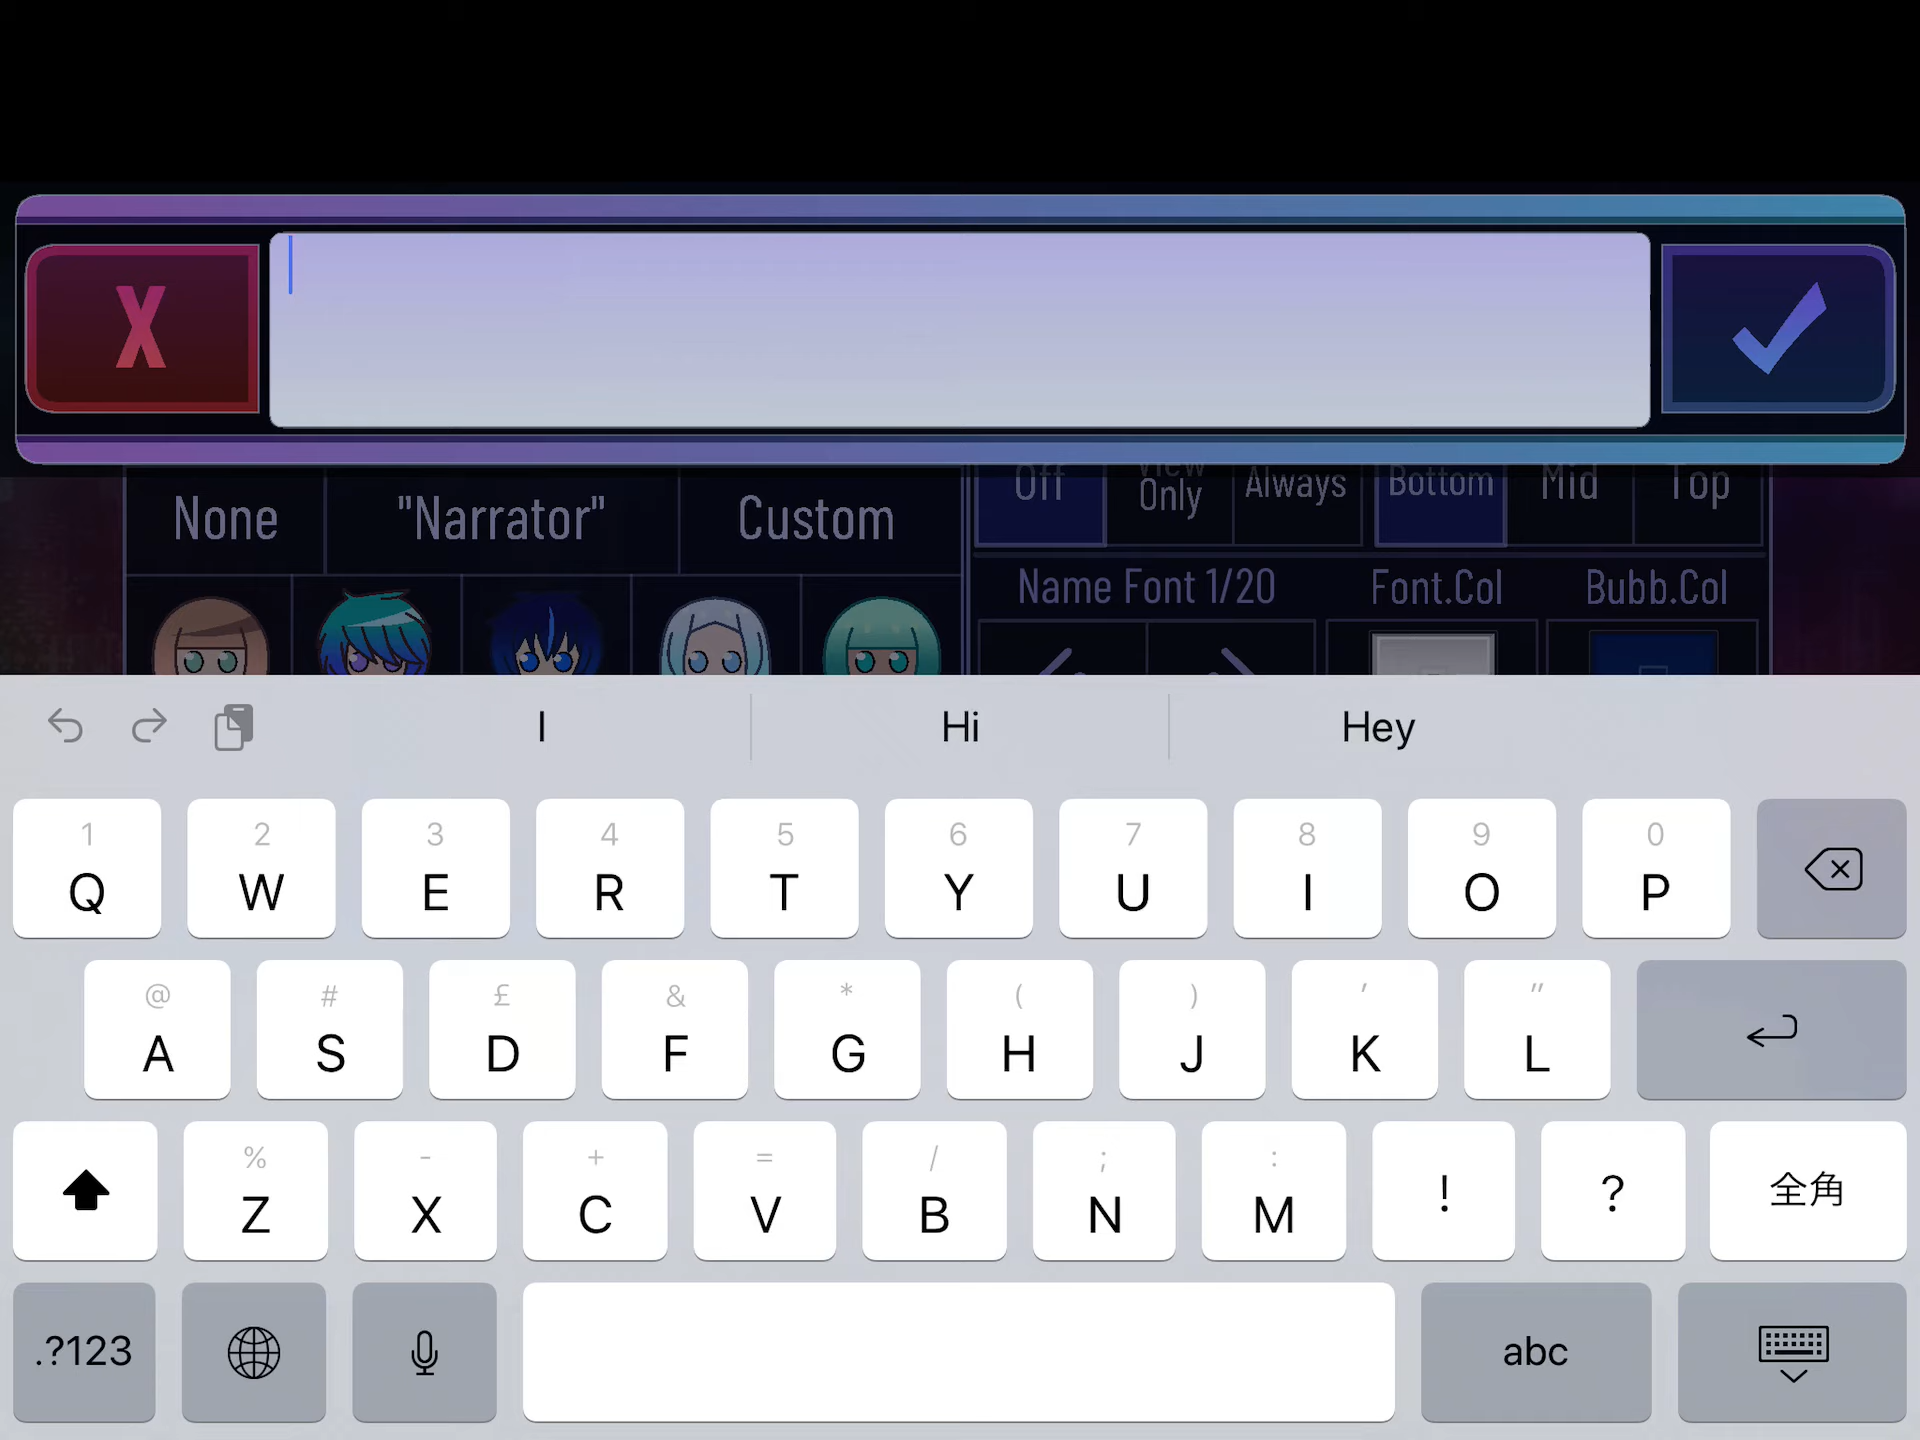 X
Off View Only Always Bottom Mid Top
None "Narrator" Custom
Name Font 1/20 Font.Col Bubb.Col
I Hi Hey
1 2 3 4 5 6 7 8 9 0
Q W E R T Y U I O P
@ # £ & * ( ) ' "
A S D F G H J K L
% - + = / ; :
Z X C V B N M ! ? 全角
.?123 abc